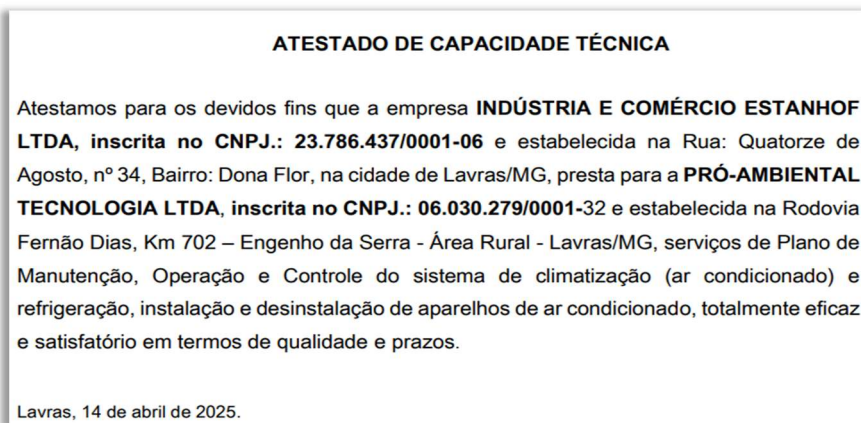 ATESTADO DE CAPACIDADE TÉCNICA
Atestamos para os devidos fins que a empresa INDÚSTRIA E COMÉRCIO ESTANHOF
LTDA, inscrita no CNPJ.: 23.786.437/0001-06 e estabelecida na Rua: Quatorze de
Agosto, nº 34, Bairro: Dona Flor, na cidade de Lavras/MG, presta para a PRÓ-AMBIENTAL
TECNOLOGIA LTDA, inscrita no CNPJ.: 06.030.279/0001-32 e estabelecida na Rodovia
Fernão Dias, Km 702 – Engenho da Serra - Área Rural - Lavras/MG, serviços de Plano de
Manutenção, Operação e Controle do sistema de climatização (ar condicionado) e
refrigeração, instalação e desinstalação de aparelhos de ar condicionado, totalmente eficaz
e satisfatório em termos de qualidade e prazos.
Lavras, 14 de abril de 2025.